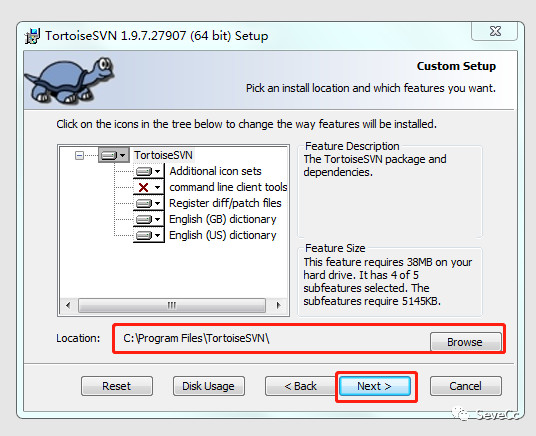 TortoiseSVN 1.9.7.27907 (64 bit) Setup
Custom Setup
Pick an install location and which features you want.
Click on the icons in the tree below to change the way features will be installed.
TortoiseSVN
Additional icon sets
command line client tools
Register diff/patch files
English (GB) dictionary
English (US) dictionary
Feature Description
The TortoiseSVN package and
dependencies.
Feature Size
This feature requires 38MB on your
hard drive. It has 4 of 5
subfeatures selected. The
subfeatures require 5145KB.
Location:
C:\Program Files\TortoiseSVN\
Browse
Reset
Disk Usage
< Back
Next >
Cancel
SeveCc